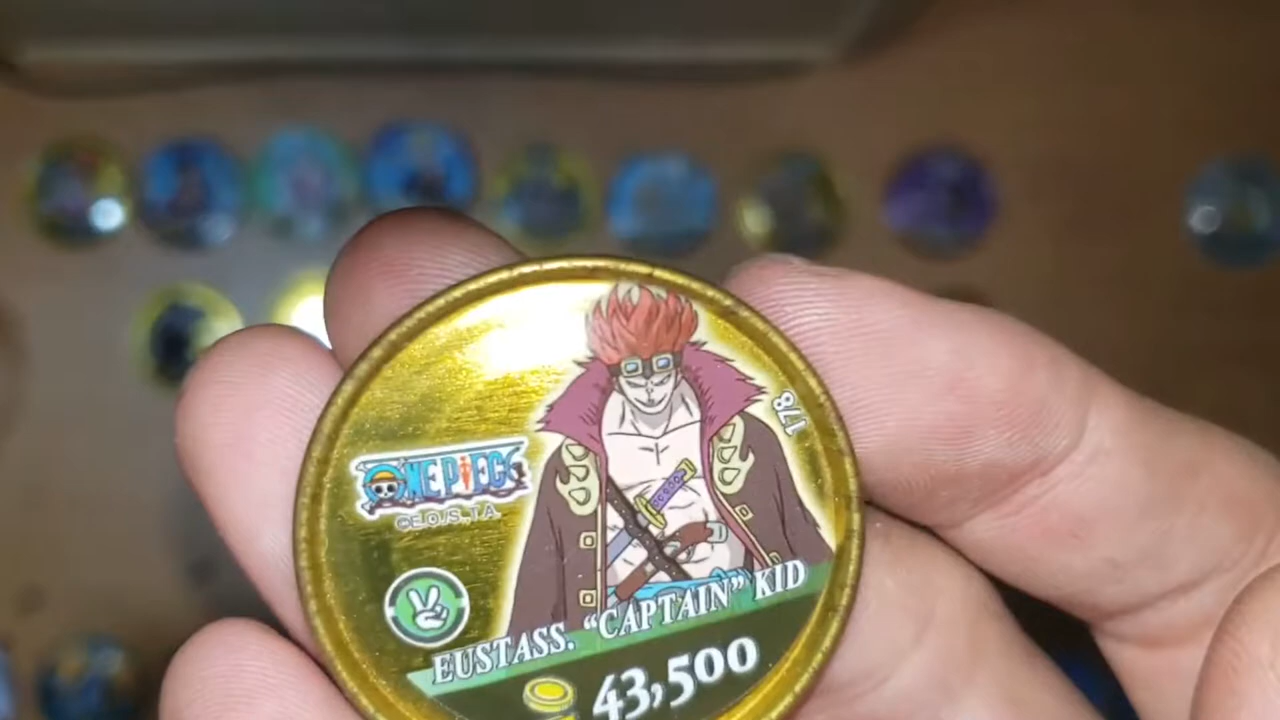 178
ONE PIECE
©E.O./S.,T.A.
EUSTASS. “CAPTAIN” KID
43,500